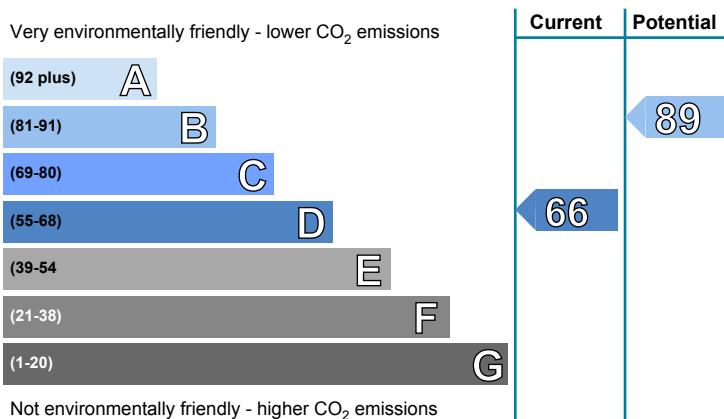 Current Potential
Very environmentally friendly - lower CO2 emissions
(92 plus) A
(81-91) B 89
(69-80) C
(55-68) D 66
(39-54 E
(21-38) F
(1-20) G
Not environmentally friendly - higher CO2 emissions